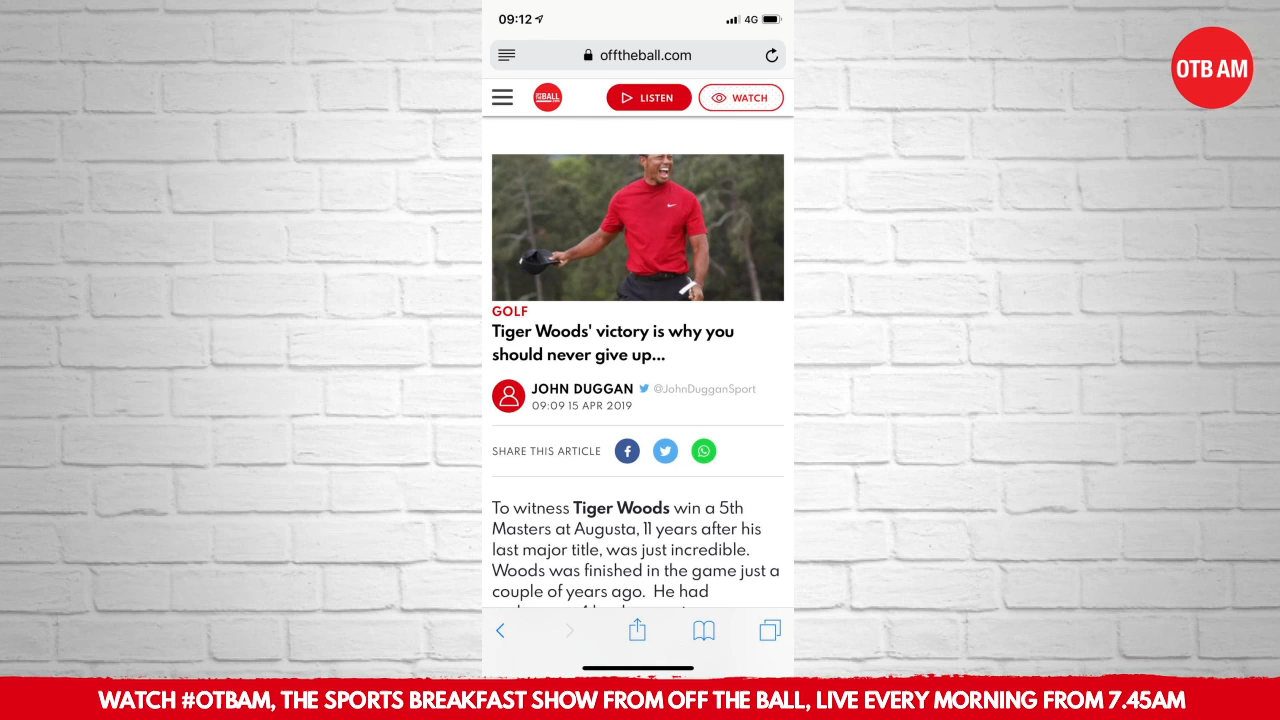 09:12
4G
offtheball.com
OTB AM
BALL
LISTEN
WATCH
GOLF
Tiger Woods' victory is why you
should never give up...
JOHN DUGGAN @JohnDugganSport
09:09 15 APR 2019
SHARE THIS ARTICLE
To witness Tiger Woods win a 5th
Masters at Augusta, 11 years after his
last major title, was just incredible.
Woods was finished in the game just a
couple of years ago. He had
WATCH #OTBAM, THE SPORTS BREAKFAST SHOW FROM OFF THE BALL, LIVE EVERY MORNING FROM 7.45AM